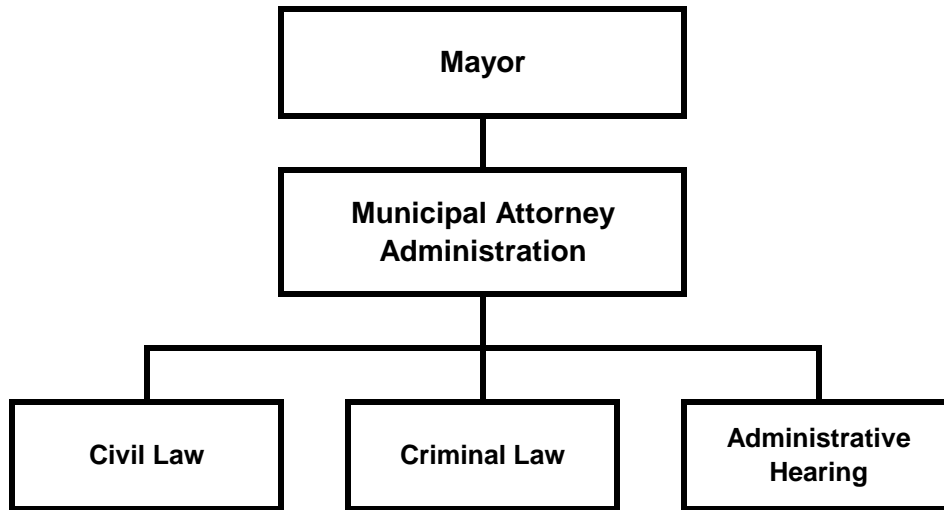 Mayor
Municipal Attorney
Administration
Civil Law
Criminal Law
Administrative
Hearing